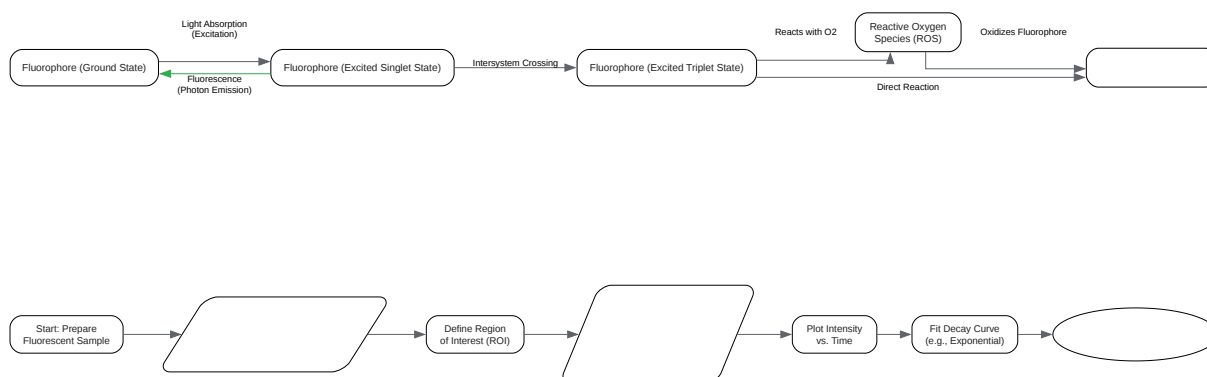 Light Absorption
(Excitation)
Reacts with O2
Reactive Oxygen
Species (ROS)
Oxidizes Fluorophore
Fluorophore (Ground State)
Fluorescence
(Photon Emission)
Fluorophore (Excited Singlet State)
Intersystem Crossing
Fluorophore (Excited Triplet State)
Direct Reaction
Start: Prepare
Fluorescent Sample
Define Region
of Interest (ROI)
Plot Intensity
vs. Time
Fit Decay Curve
(e.g., Exponential)